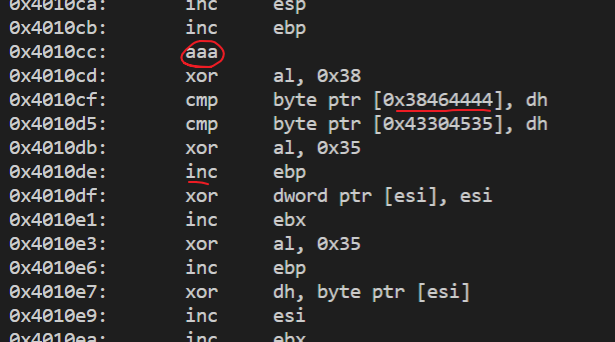 0x4010ca: inc esp
0x4010cb: inc ebp
0x4010cc: aaa
0x4010cd: xor al, 0x38
0x4010cf: cmp byte ptr [0x38464444], dh
0x4010d5: cmp byte ptr [0x43304535], dh
0x4010db: xor al, 0x35
0x4010de: inc ebp
0x4010df: xor dword ptr [esi], esi
0x4010e1: inc ebx
0x4010e3: xor al, 0x35
0x4010e6: inc ebp
0x4010e7: xor dh, byte ptr [esi]
0x4010e9: inc esi
0x4010ea: inc ebx